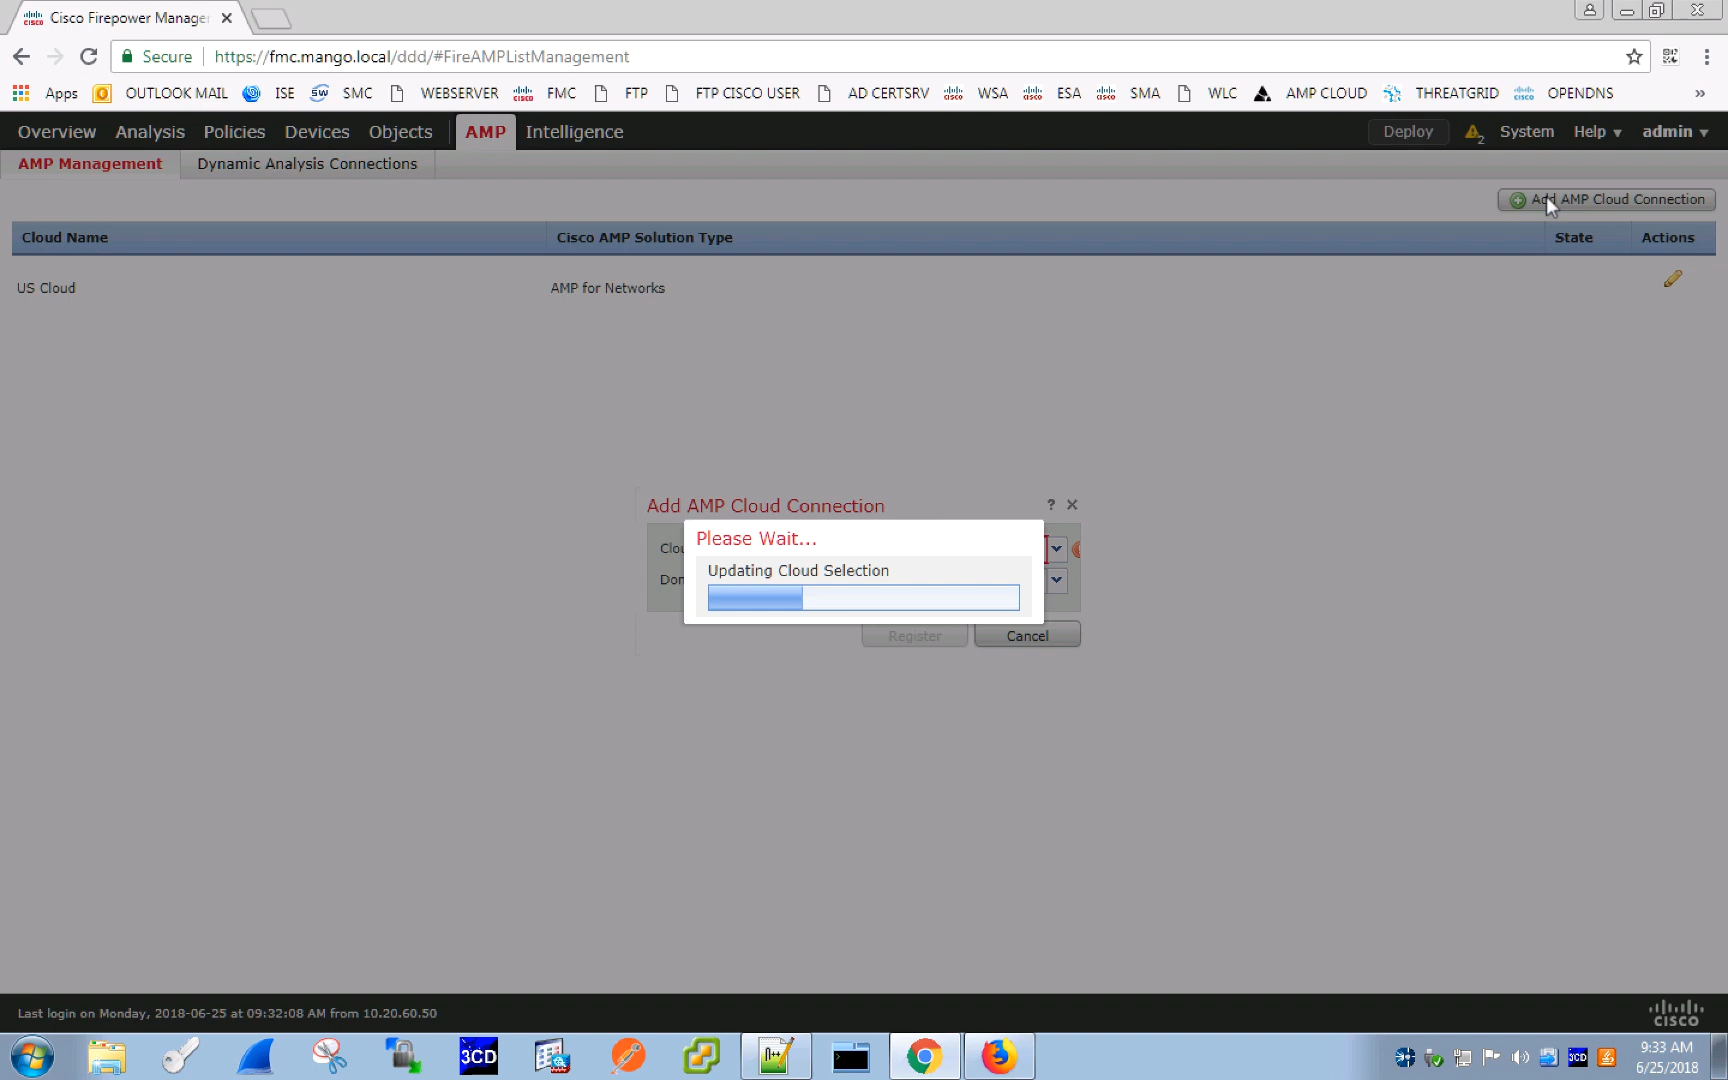 Cisco Firepower Manager
Secure https://fmc.mango.local/ddd/#FireAMPListManagement
Apps OUTLOOK MAIL ISE SMC WEBSERVER FMC FTP FTP CISCO USER AD CERTSRV WSA ESA SMA WLC AMP CLOUD THREATGRID OPENDNS »
Overview Analysis Policies Devices Objects AMP Intelligence Deploy 2 System Help admin
AMP Management Dynamic Analysis Connections
Add AMP Cloud Connection
Cloud Name Cisco AMP Solution Type State Actions
US Cloud AMP for Networks
Add AMP Cloud Connection ?
Please Wait...
Updating Cloud Selection
Register Cancel
Last login on Monday, 2018-06-25 at 09:32:08 AM from 10.20.60.50
cisco
3CD N++ 3CD
9:33 AM
6/25/2018